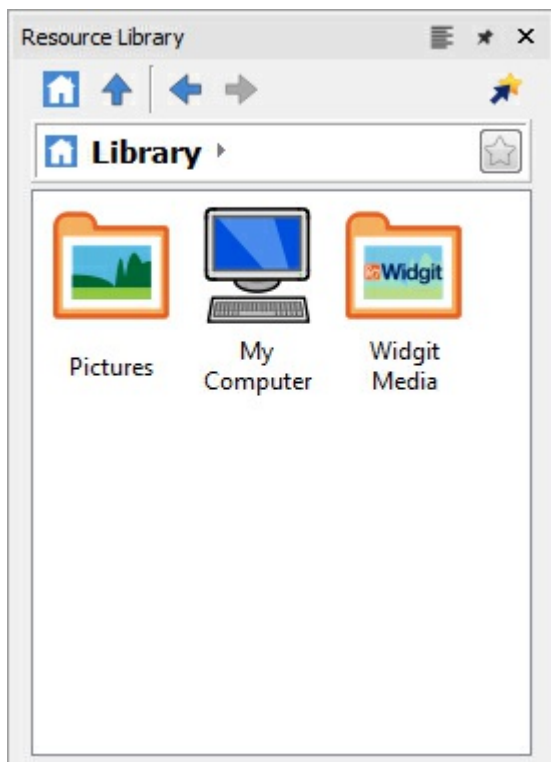 Resource Library
Library
Widgit
Pictures
My
Computer
Widgit
Media